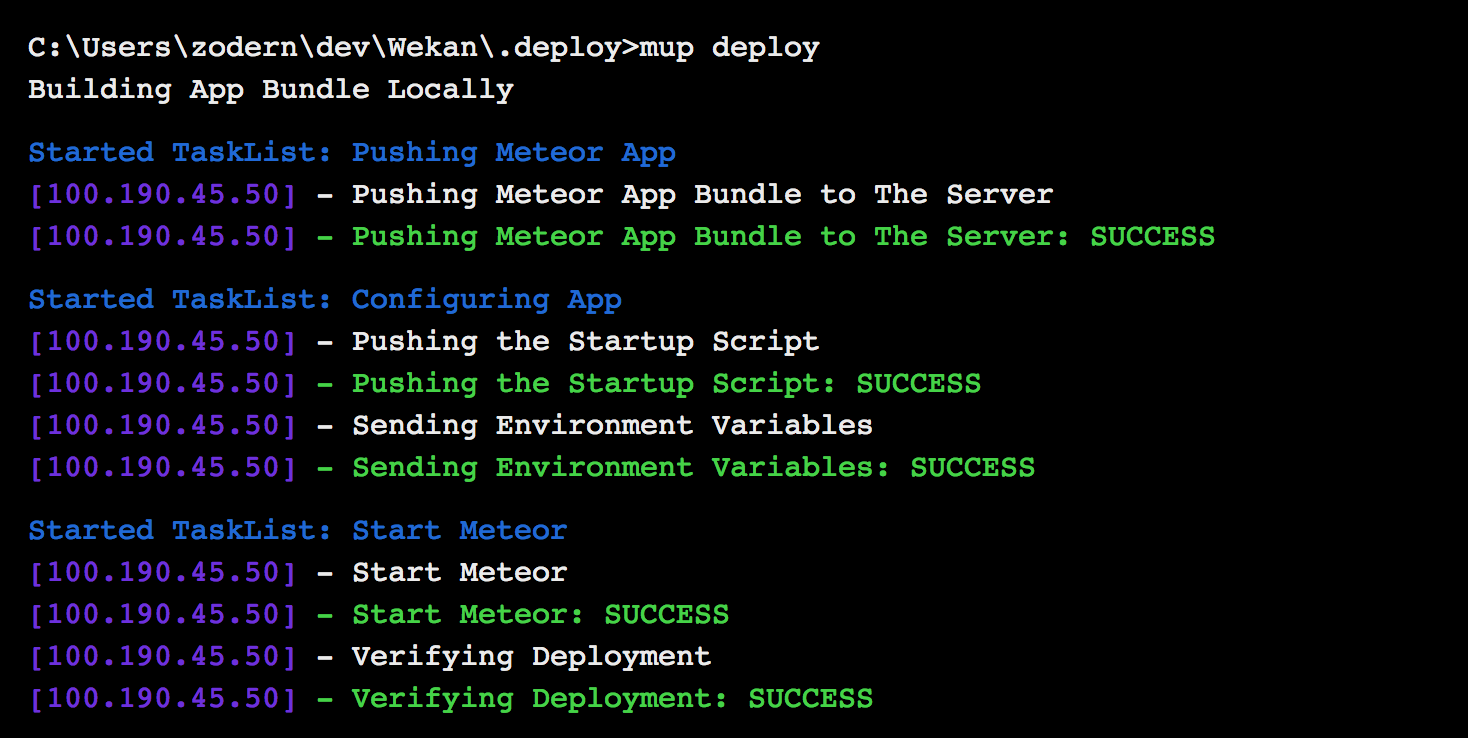 C:\Users\zodern\dev\Wekan\.deploy>mup deploy
Building App Bundle Locally
Started TaskList: Pushing Meteor App
[100.190.45.50] - Pushing Meteor App Bundle to The Server
[100.190.45.50] - Pushing Meteor App Bundle to The Server: SUCCESS
Started TaskList: Configuring App
[100.190.45.50] - Pushing the Startup Script
[100.190.45.50] - Pushing the Startup Script: SUCCESS
[100.190.45.50] - Sending Environment Variables
[100.190.45.50] - Sending Environment Variables: SUCCESS
Started TaskList: Start Meteor
[100.190.45.50] - Start Meteor
[100.190.45.50] - Start Meteor: SUCCESS
[100.190.45.50] - Verifying Deployment
[100.190.45.50] - Verifying Deployment: SUCCESS